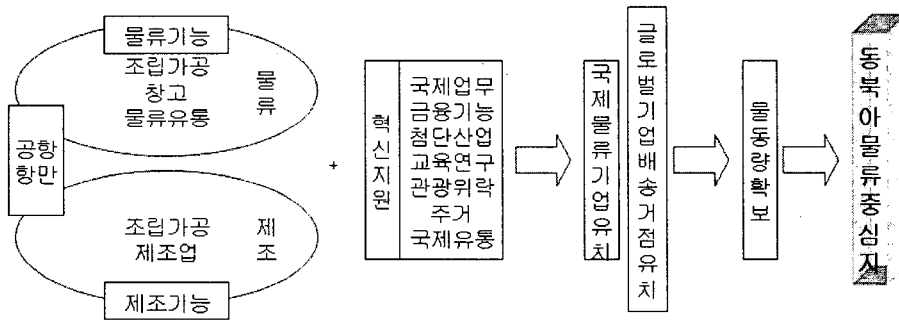 물류기능
조립가공
창고
물류유통
물류
공항
항만
조립가공
제조업
제조
제조기능
+
혁신지원
국제업무
금융기능
첨단산업
교육연구
관광위락
주거
국제유통
국제물류기업유치
글로벌기업배송거점유치
물동량확보
동북아물류중심지